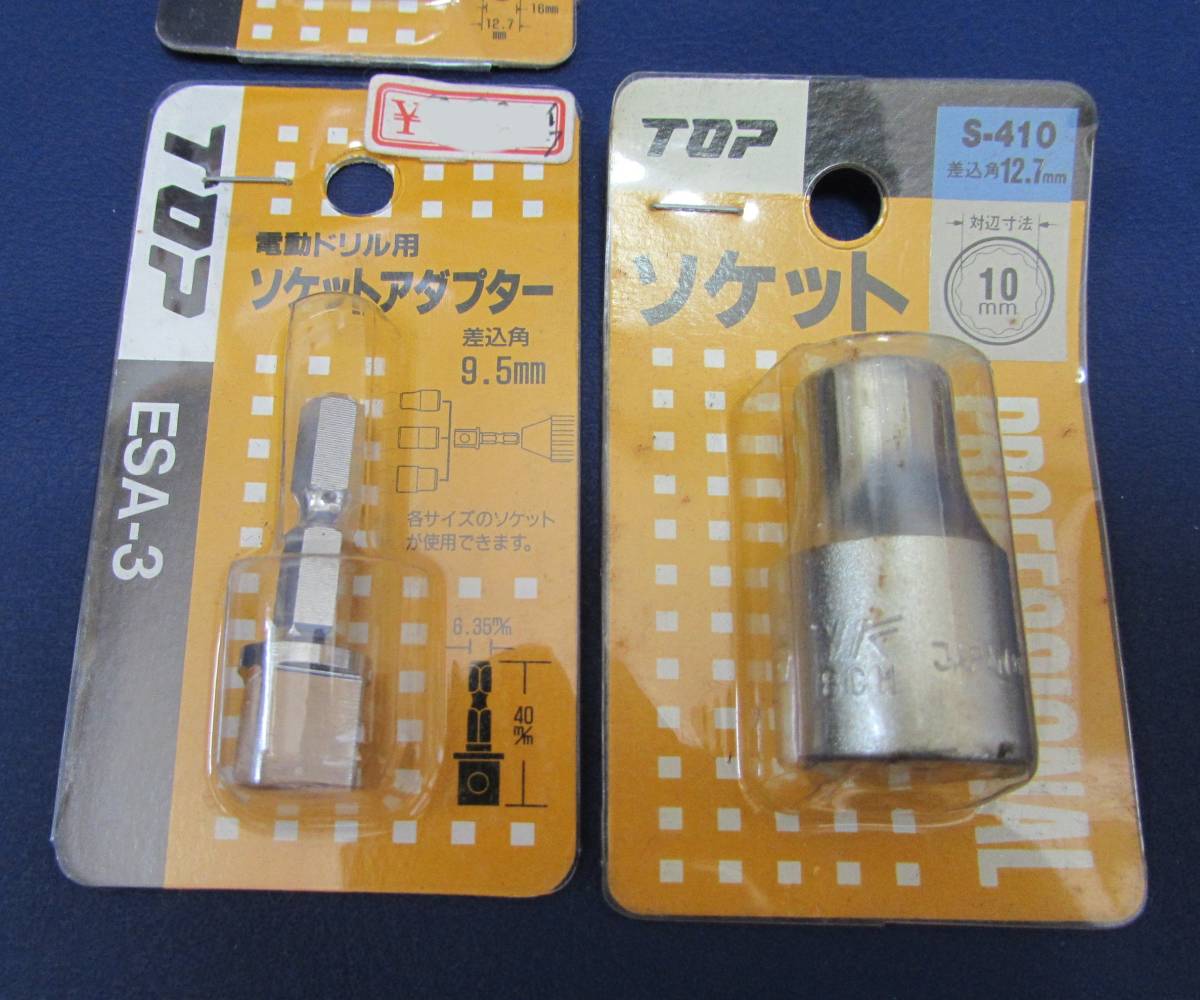 16mm
12.7
mm
¥
TOP
ESA-3
電動ドリル用
ソケットアダプター
差込角
9.5mm
各サイズのソケット
が使用できます。
6.35m/m
40
m/m
TOP
S-410
差込角12.7mm
対辺寸法
10
mm
ソケット
PROFESSIONAL
JAPAN